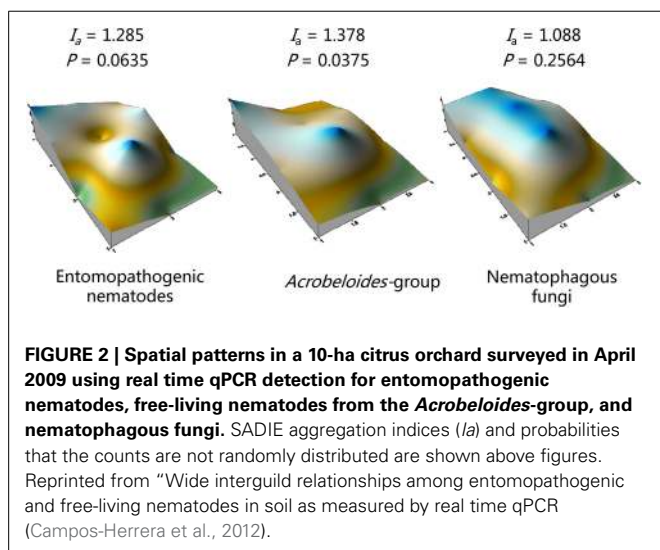 Ia = 1.285
P = 0.0635
Ia = 1.378
P = 0.0375
Ia = 1.088
P = 0.2564
Entomopathogenic
nematodes
Acrobeloides-group
Nematophagous
fungi
FIGURE 2 | Spatial patterns in a 10-ha citrus orchard surveyed in April
2009 using real time qPCR detection for entomopathogenic
nematodes, free-living nematodes from the Acrobeloides-group, and
nematophagous fungi. SADIE aggregation indices (Ia) and probabilities
that the counts are not randomly distributed are shown above figures.
Reprinted from “Wide interguild relationships among entomopathogenic
and free-living nematodes in soil as measured by real time qPCR
(Campos-Herrera et al., 2012).